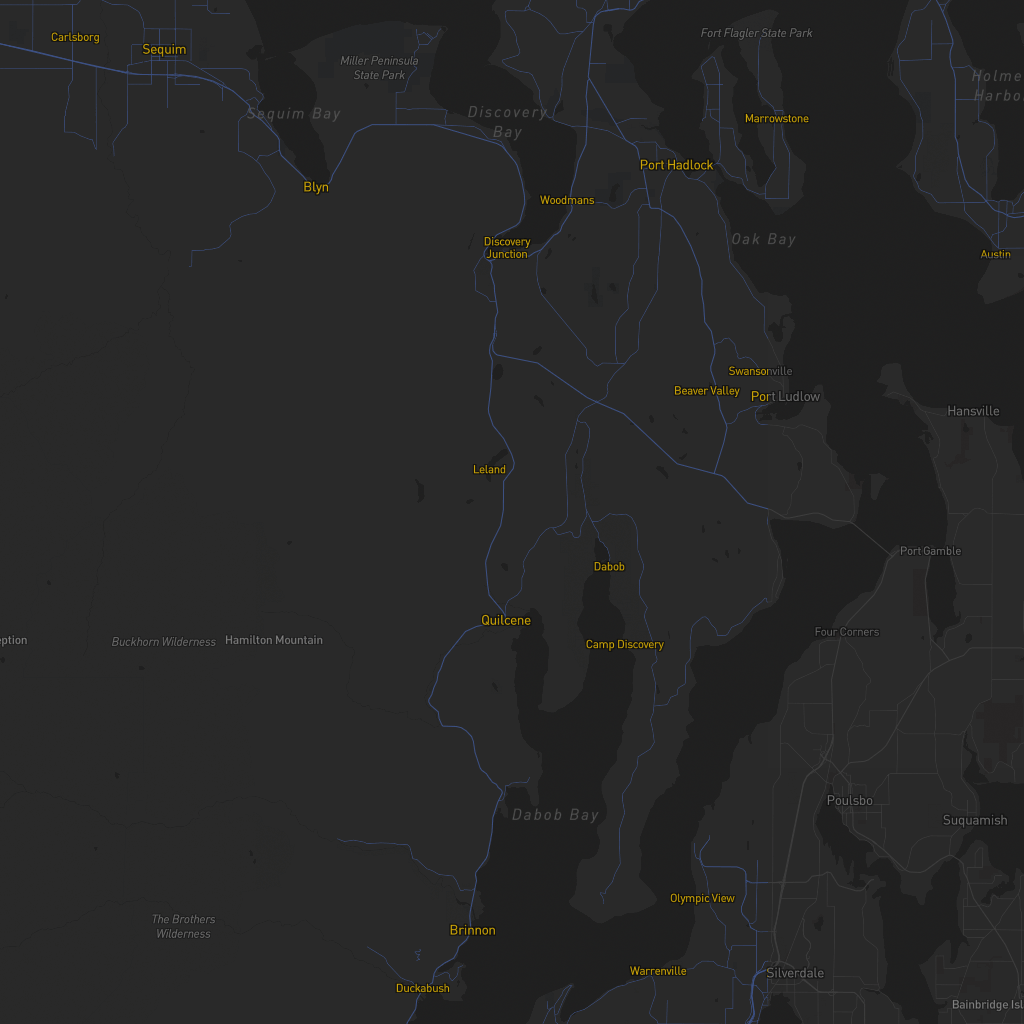 Carlsborg
Sequim
Miller Peninsula
State Park
Fort Flagler State Park
Holme
Harbo
Sequim Bay
Discovery
Bay
Marrowstone
Port Hadlock
Blyn
Woodmans
Oak Bay
Discovery
Junction
Austin
Swansonville
Beaver Valley
Port Ludlow
Hansville
Leland
Port Gamble
Dabob
Quilcene
Four Corners
eption
Buckhorn Wilderness
Hamilton Mountain
Camp Discovery
Poulsbo
Dabob Bay
Suquamish
Olympic View
The Brothers
Wilderness
Brinnon
Warrenville
Silverdale
Duckabush
Bainbridge Isl